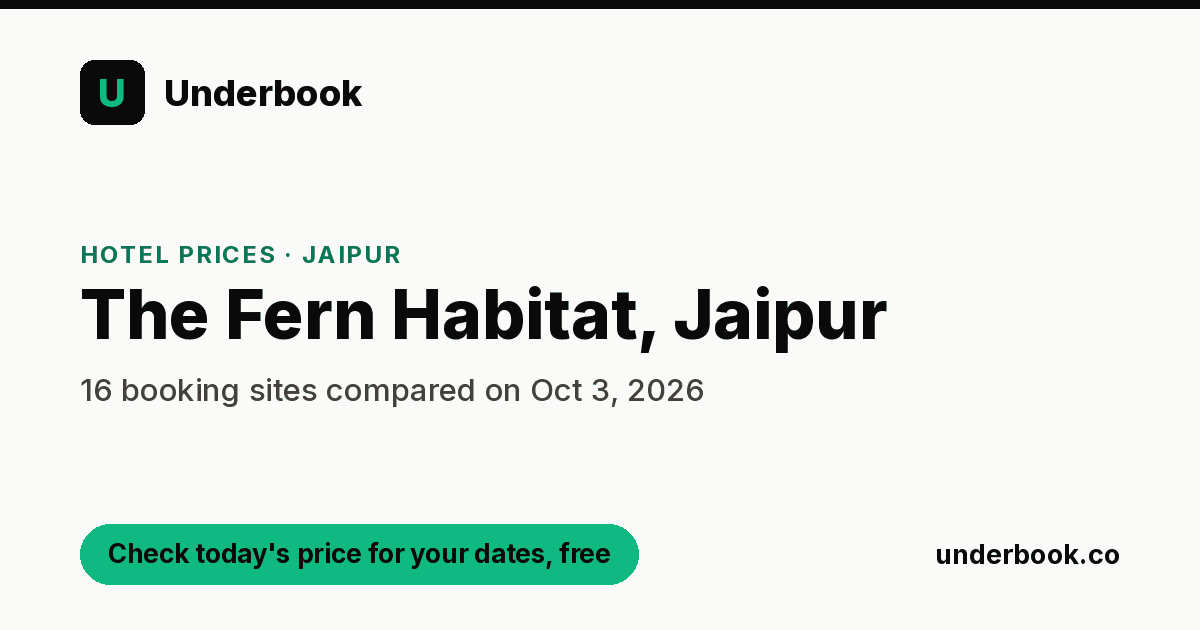 U Underbook
HOTEL PRICES · JAIPUR
The Fern Habitat, Jaipur
16 booking sites compared on Oct 3, 2026
Check today's price for your dates, free
underbook.co